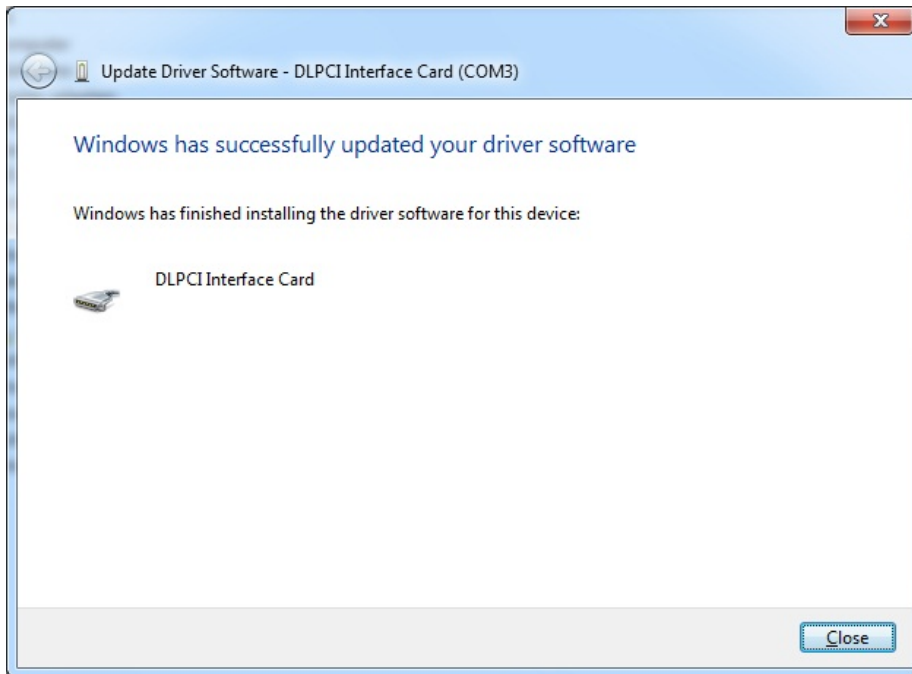 Update Driver Software - DLPCI Interface Card (COM3)
Windows has successfully updated your driver software
Windows has finished installing the driver software for this device:
DLPCI Interface Card
Close